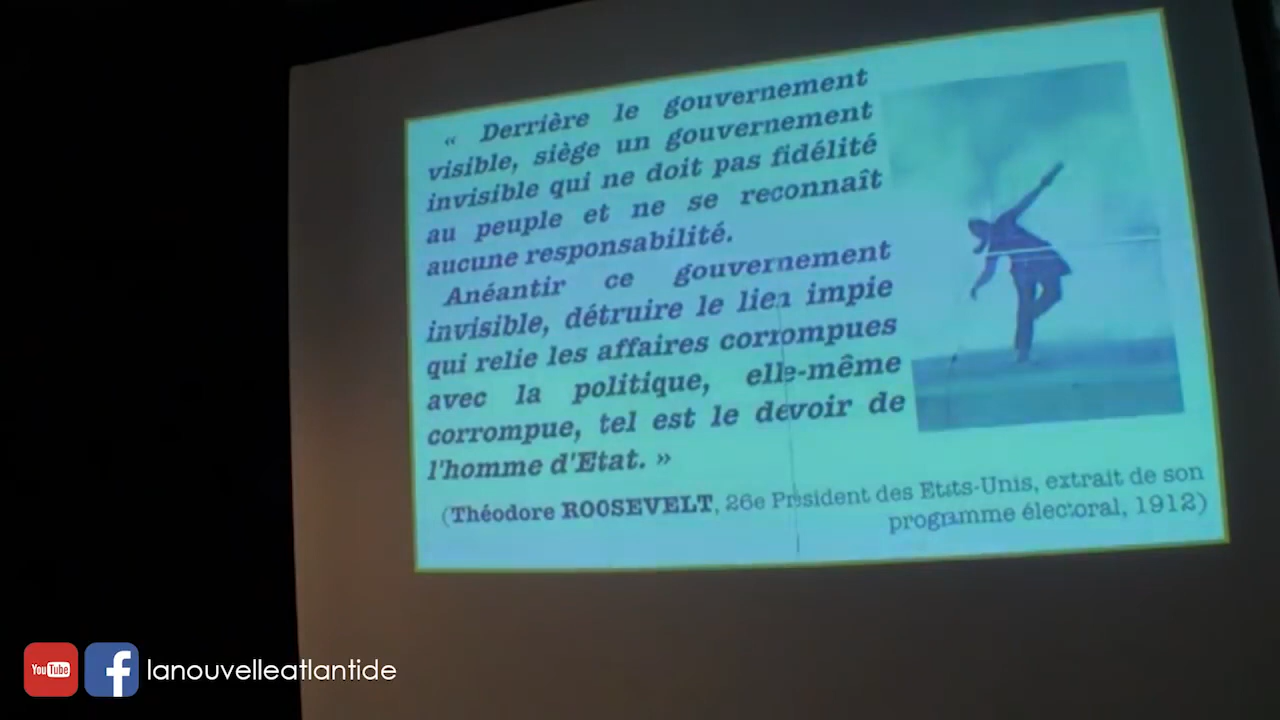 « Derrière le gouvernement
visible, siège un gouvernement
invisible qui ne doit pas fidélité
au peuple et ne se reconnaît
aucune responsabilité.
Anéantir ce gouvernement
invisible, détruire le lien impie
qui relie les affaires corrompues
avec la politique, elle-même
corrompue, tel est le devoir de
l'homme d'Etat. »
(Théodore ROOSEVELT, 26e Président des Etats-Unis, extrait de son
programme électoral, 1912)
You Tube
f
lanouvelleatlantide